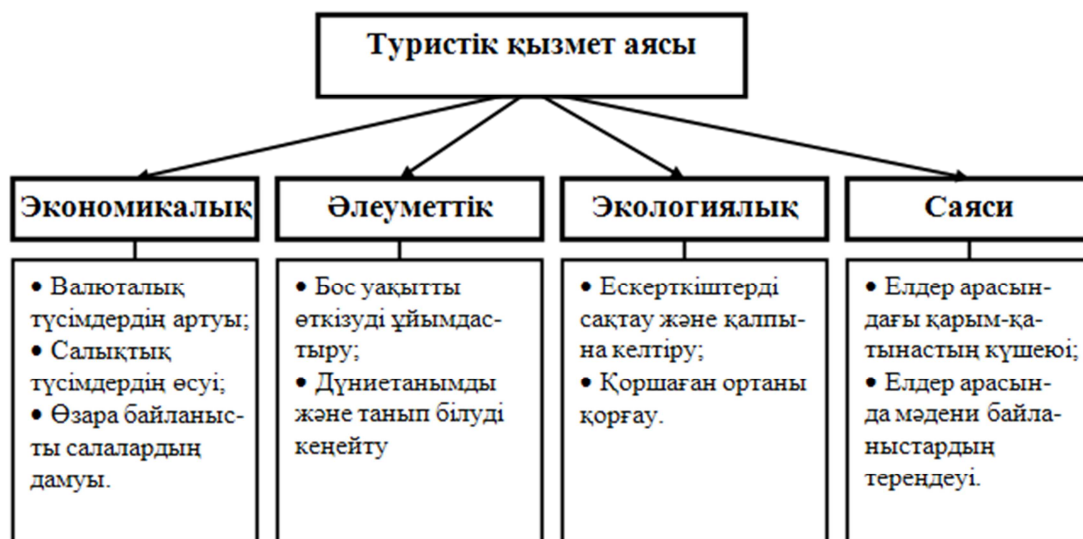 Туристік қызмет аясы
Экономикалық
Әлеуметтік
Экологиялық
Саяси
• Валюталық
түсімдердің артуы;
• Салықтық
түсімдердің өсуі;
• Өзара байланыс-
ты салалардың
дамуы.
• Бос уақытты
өткізуді ұйымдас-
тыру;
• Дүниетанымды
және танып білуді
кеңейту
• Ескерткіштерді
сақтау және қалпы-
на келтіру;
• Қоршаған ортаны
қорғау.
• Елдер арасын-
дағы қарым-қа-
тынастың күшеюі;
• Елдер арасын-
да мәдени байла-
ныстардың
тереңдеуі.